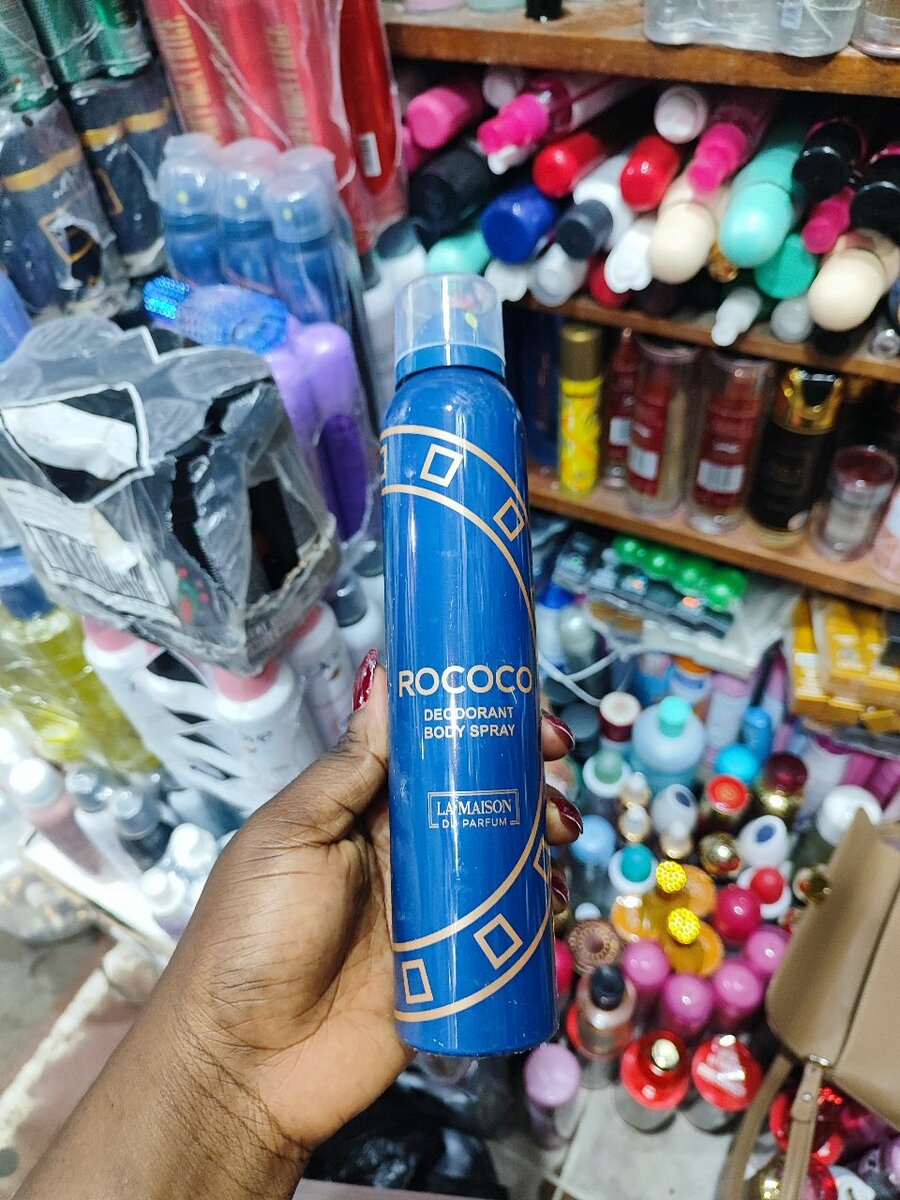 ROCOCO
DEODORANT
BODY SPRAY
LA MAISON
DU PARFUM